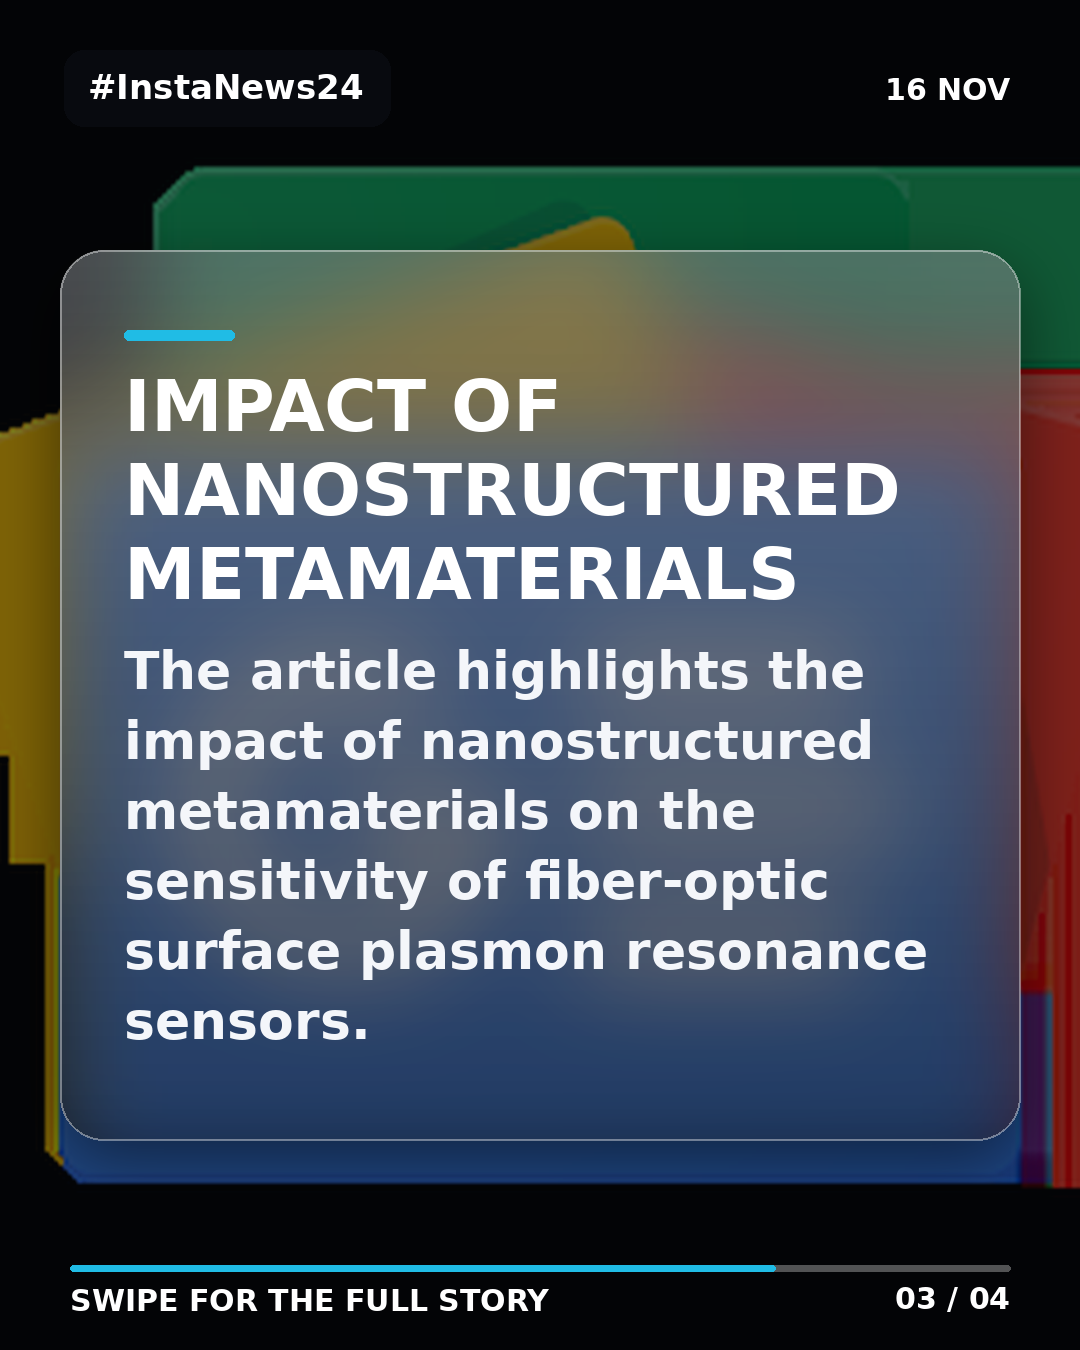 #InstaNews24
16 NOV
IMPACT OF
NANOSTRUCTURED
METAMATERIALS
The article highlights the
impact of nanostructured
metamaterials on the
sensitivity of fiber-optic
surface plasmon resonance
sensors.
SWIPE FOR THE FULL STORY
03 / 04